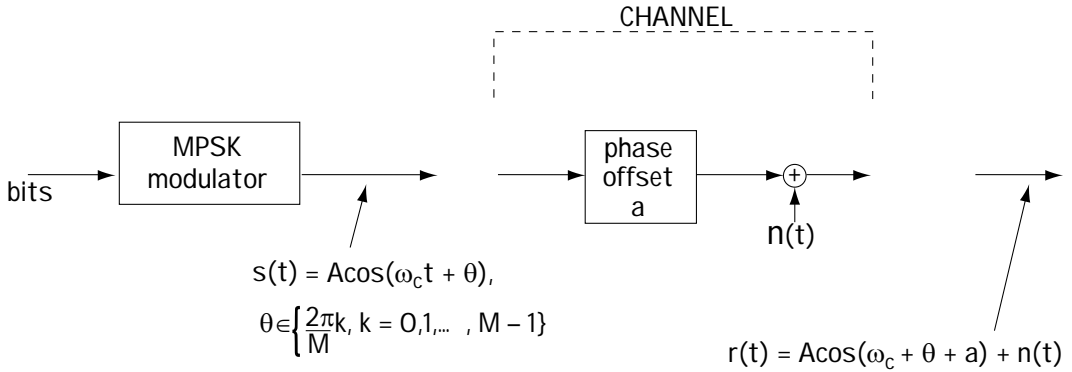 CHANNEL
MPSK
modulator
bits
phase
offset
a
+
n(t)
s(t) = Acos(ω_c t + θ),
θ∈{2π/M k, k = 0,1,... , M – 1}
r(t) = Acos(ω_c + θ + a) + n(t)